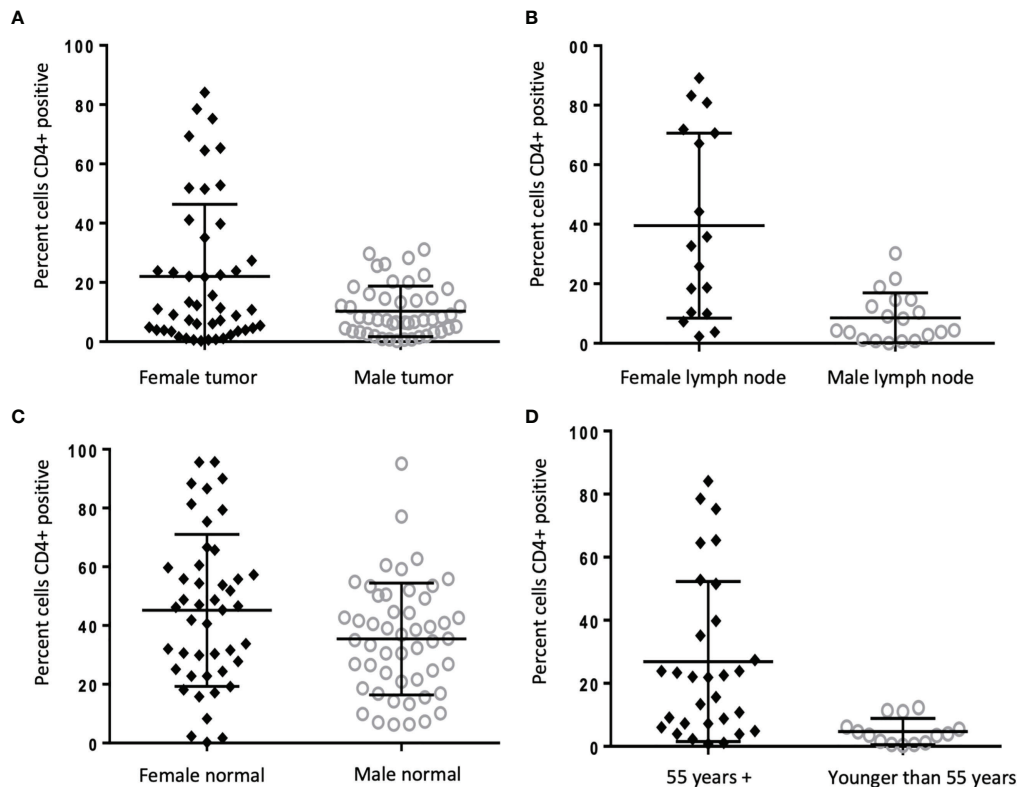 A
Percent cells CD4+ positive
100
80
60
40
20
0
Female tumor
Male tumor
B
Percent cells CD4+ positive
00
80
60
40
20
0
Female lymph node
Male lymph node
C
Percent cells CD4+ positive
100
80
60
40
20
0
Female normal
Male normal
D
Percent cells CD4+ positive
100
80
60
40
20
0
55 years +
Younger than 55 years